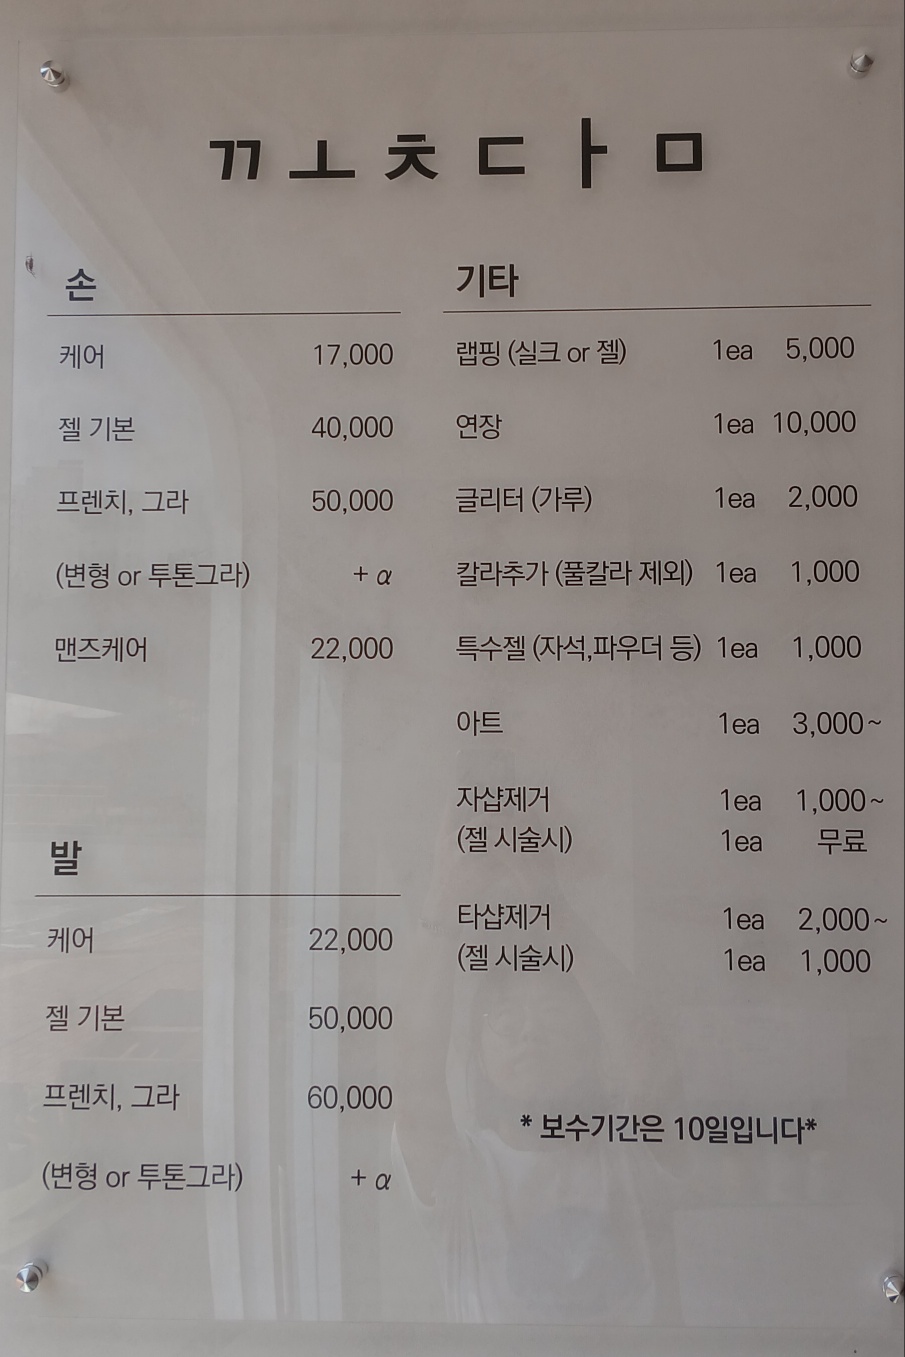 ㄲㅗㅊㄷㅏㅁ
손
케어 17,000
젤 기본 40,000
프렌치, 그라 50,000
(변형 or 투톤그라) + α
맨즈케어 22,000
발
케어 22,000
젤 기본 50,000
프렌치, 그라 60,000
(변형 or 투톤그라) + α
기타
랩핑 (실크 or 젤) 1ea 5,000
연장 1ea 10,000
글리터 (가루) 1ea 2,000
칼라추가 (풀칼라 제외) 1ea 1,000
특수젤 (자석,파우더 등) 1ea 1,000
아트 1ea 3,000~
자샵제거 1ea 1,000~
(젤 시술시) 1ea 무료
타샵제거 1ea 2,000~
(젤 시술시) 1ea 1,000
* 보수기간은 10일입니다*